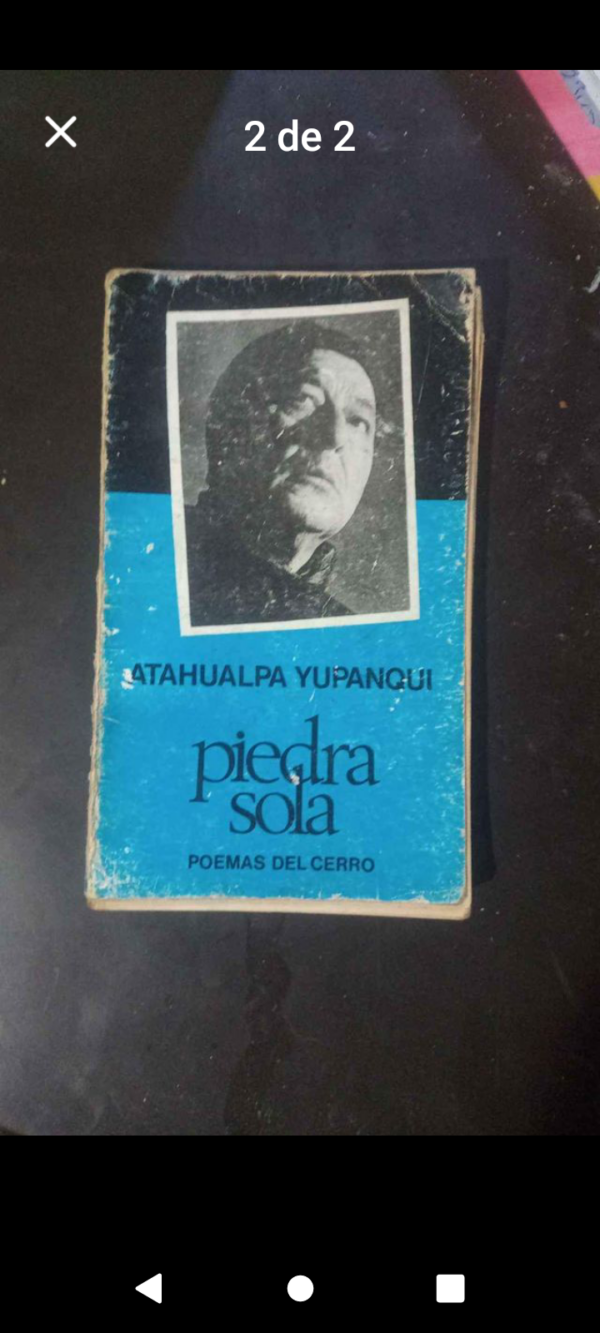 2 de 2
ATAHUALPA YUPANQUI
piedra
sola
POEMAS DEL CERRO